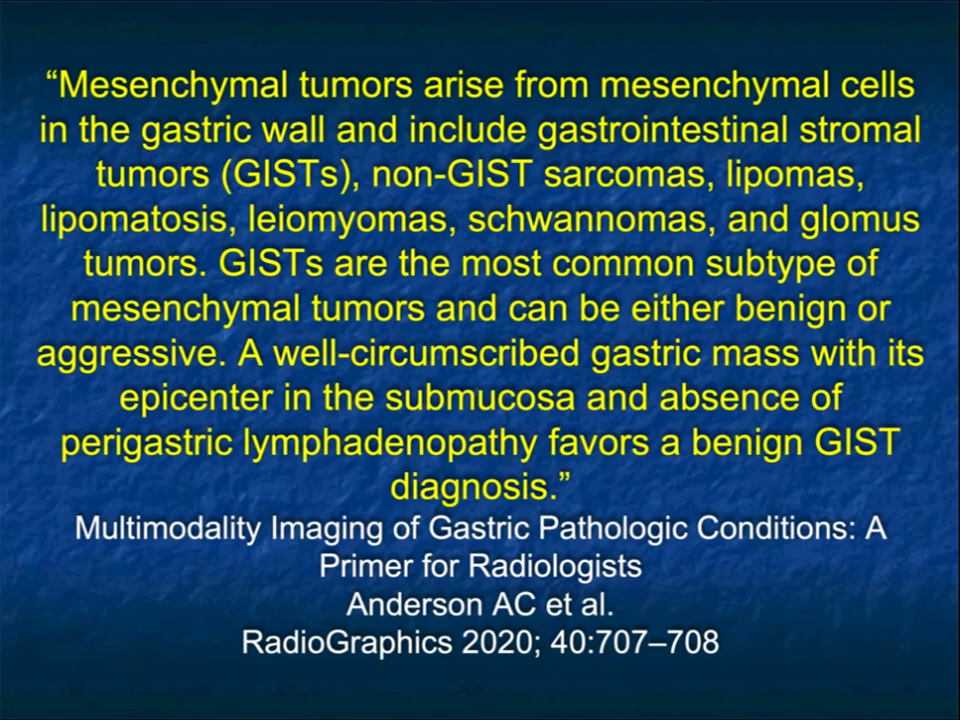 “Mesenchymal tumors arise from mesenchymal cells
in the gastric wall and include gastrointestinal stromal
tumors (GISTs), non-GIST sarcomas, lipomas,
lipomatosis, leiomyomas, schwannomas, and glomus
tumors. GISTs are the most common subtype of
mesenchymal tumors and can be either benign or
aggressive. A well-circumscribed gastric mass with its
epicenter in the submucosa and absence of
perigastric lymphadenopathy favors a benign GIST
diagnosis.”
Multimodality Imaging of Gastric Pathologic Conditions: A
Primer for Radiologists
Anderson AC et al.
RadioGraphics 2020; 40:707–708